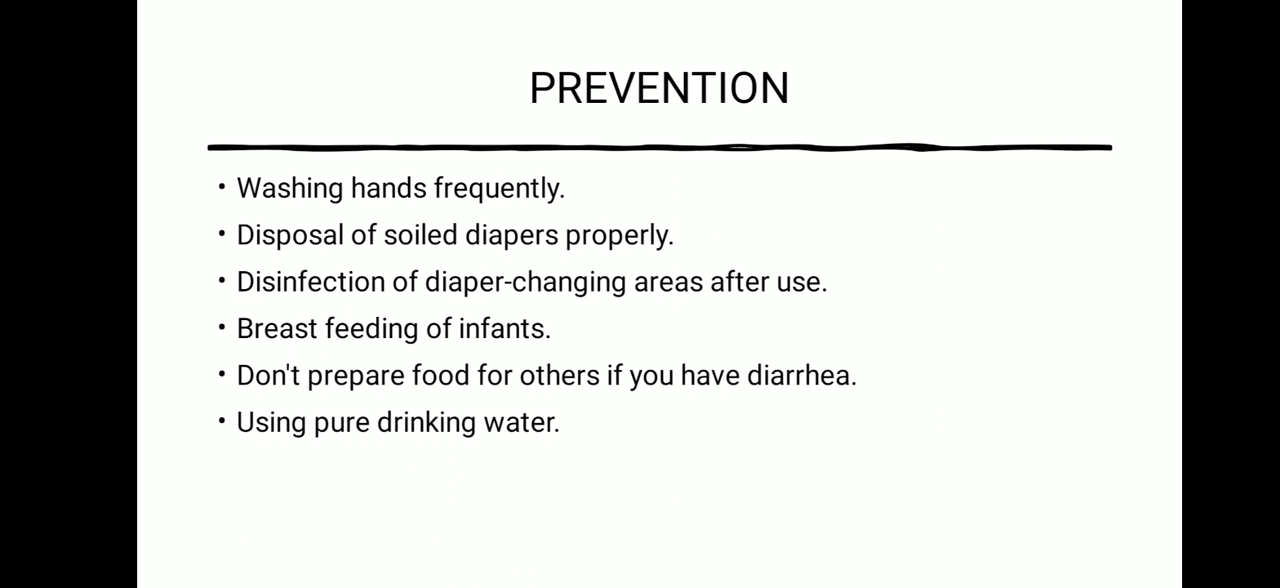 PREVENTION
• Washing hands frequently.
• Disposal of soiled diapers properly.
• Disinfection of diaper-changing areas after use.
• Breast feeding of infants.
• Don't prepare food for others if you have diarrhea.
• Using pure drinking water.